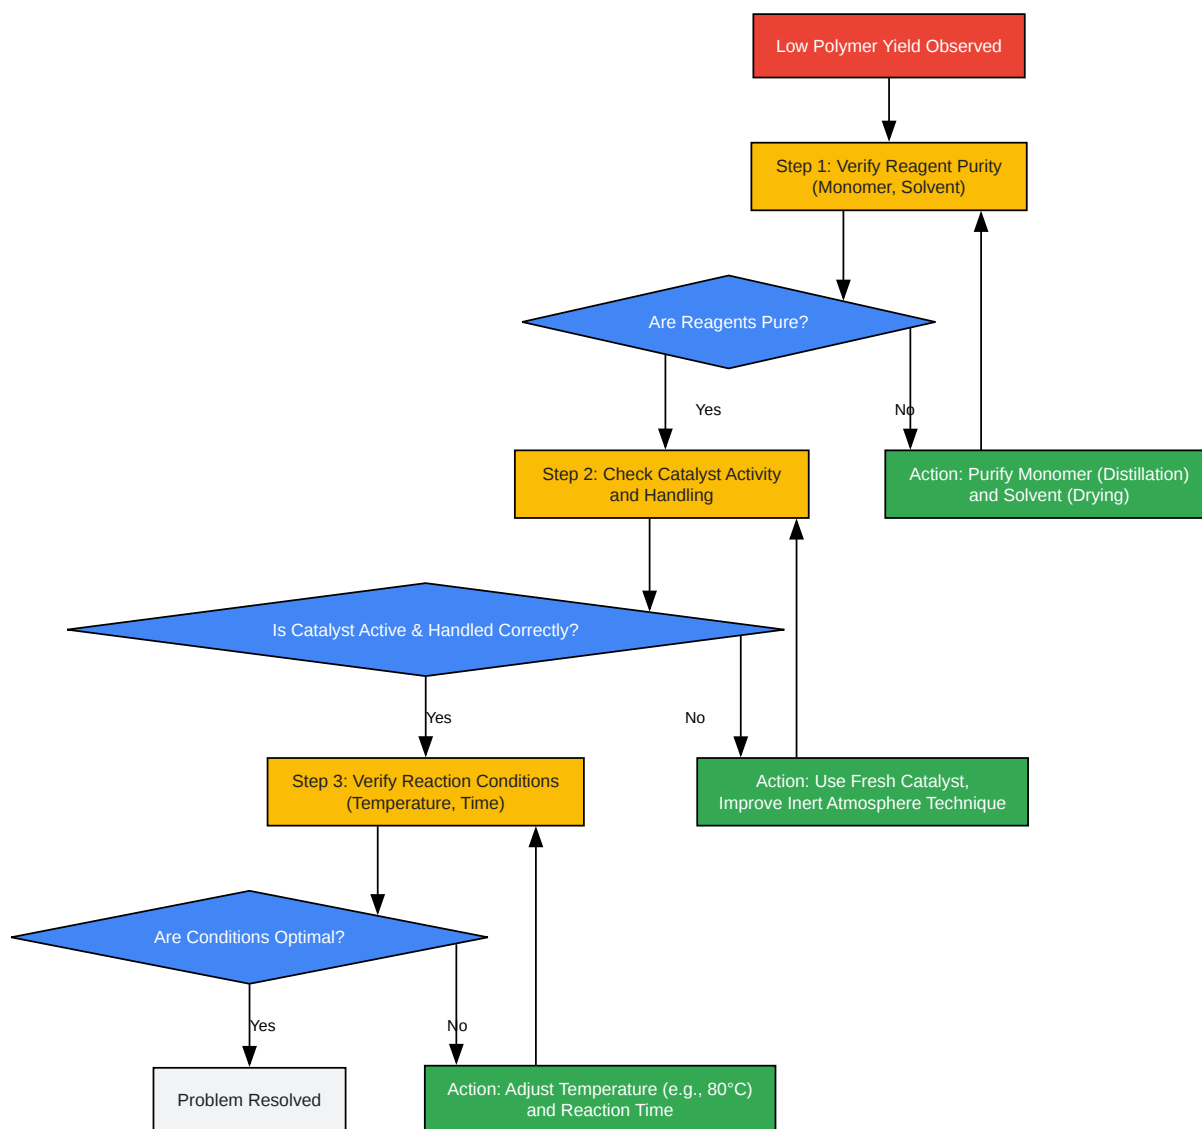 Low Polymer Yield Observed
Step 1: Verify Reagent Purity
(Monomer, Solvent)
Are Reagents Pure?
Yes
No
Step 2: Check Catalyst Activity
and Handling
Action: Purify Monomer (Distillation)
and Solvent (Drying)
Is Catalyst Active & Handled Correctly?
Yes
No
Step 3: Verify Reaction Conditions
(Temperature, Time)
Action: Use Fresh Catalyst,
Improve Inert Atmosphere Technique
Are Conditions Optimal?
Yes
No
Problem Resolved
Action: Adjust Temperature (e.g., 80°C)
and Reaction Time